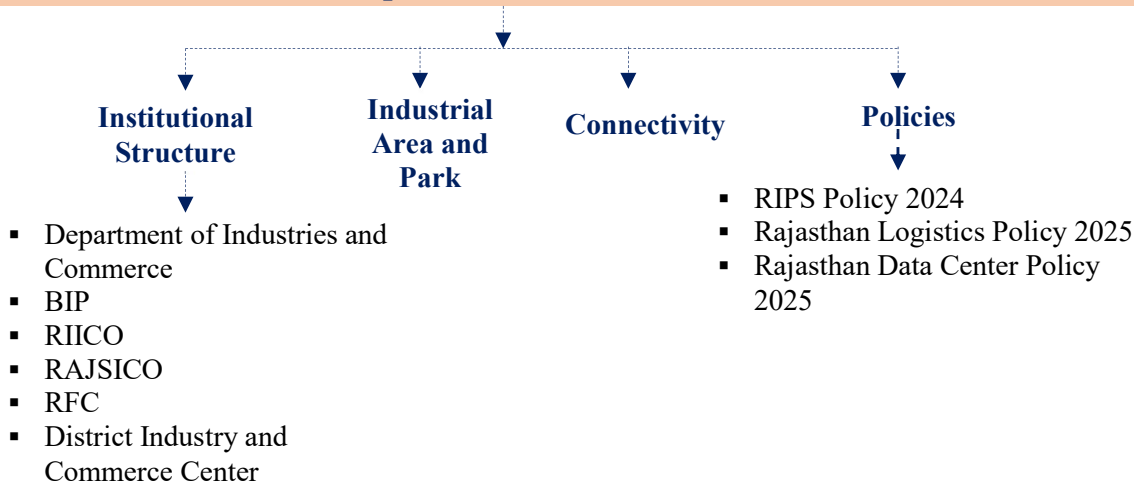 Institutional
Structure
Industrial
Area and
Park
Connectivity
Policies
▪ Department of Industries and
Commerce
▪ BIP
▪ RIICO
▪ RAJSICO
▪ RFC
▪ District Industry and
Commerce Center
▪ RIPS Policy 2024
▪ Rajasthan Logistics Policy 2025
▪ Rajasthan Data Center Policy
2025